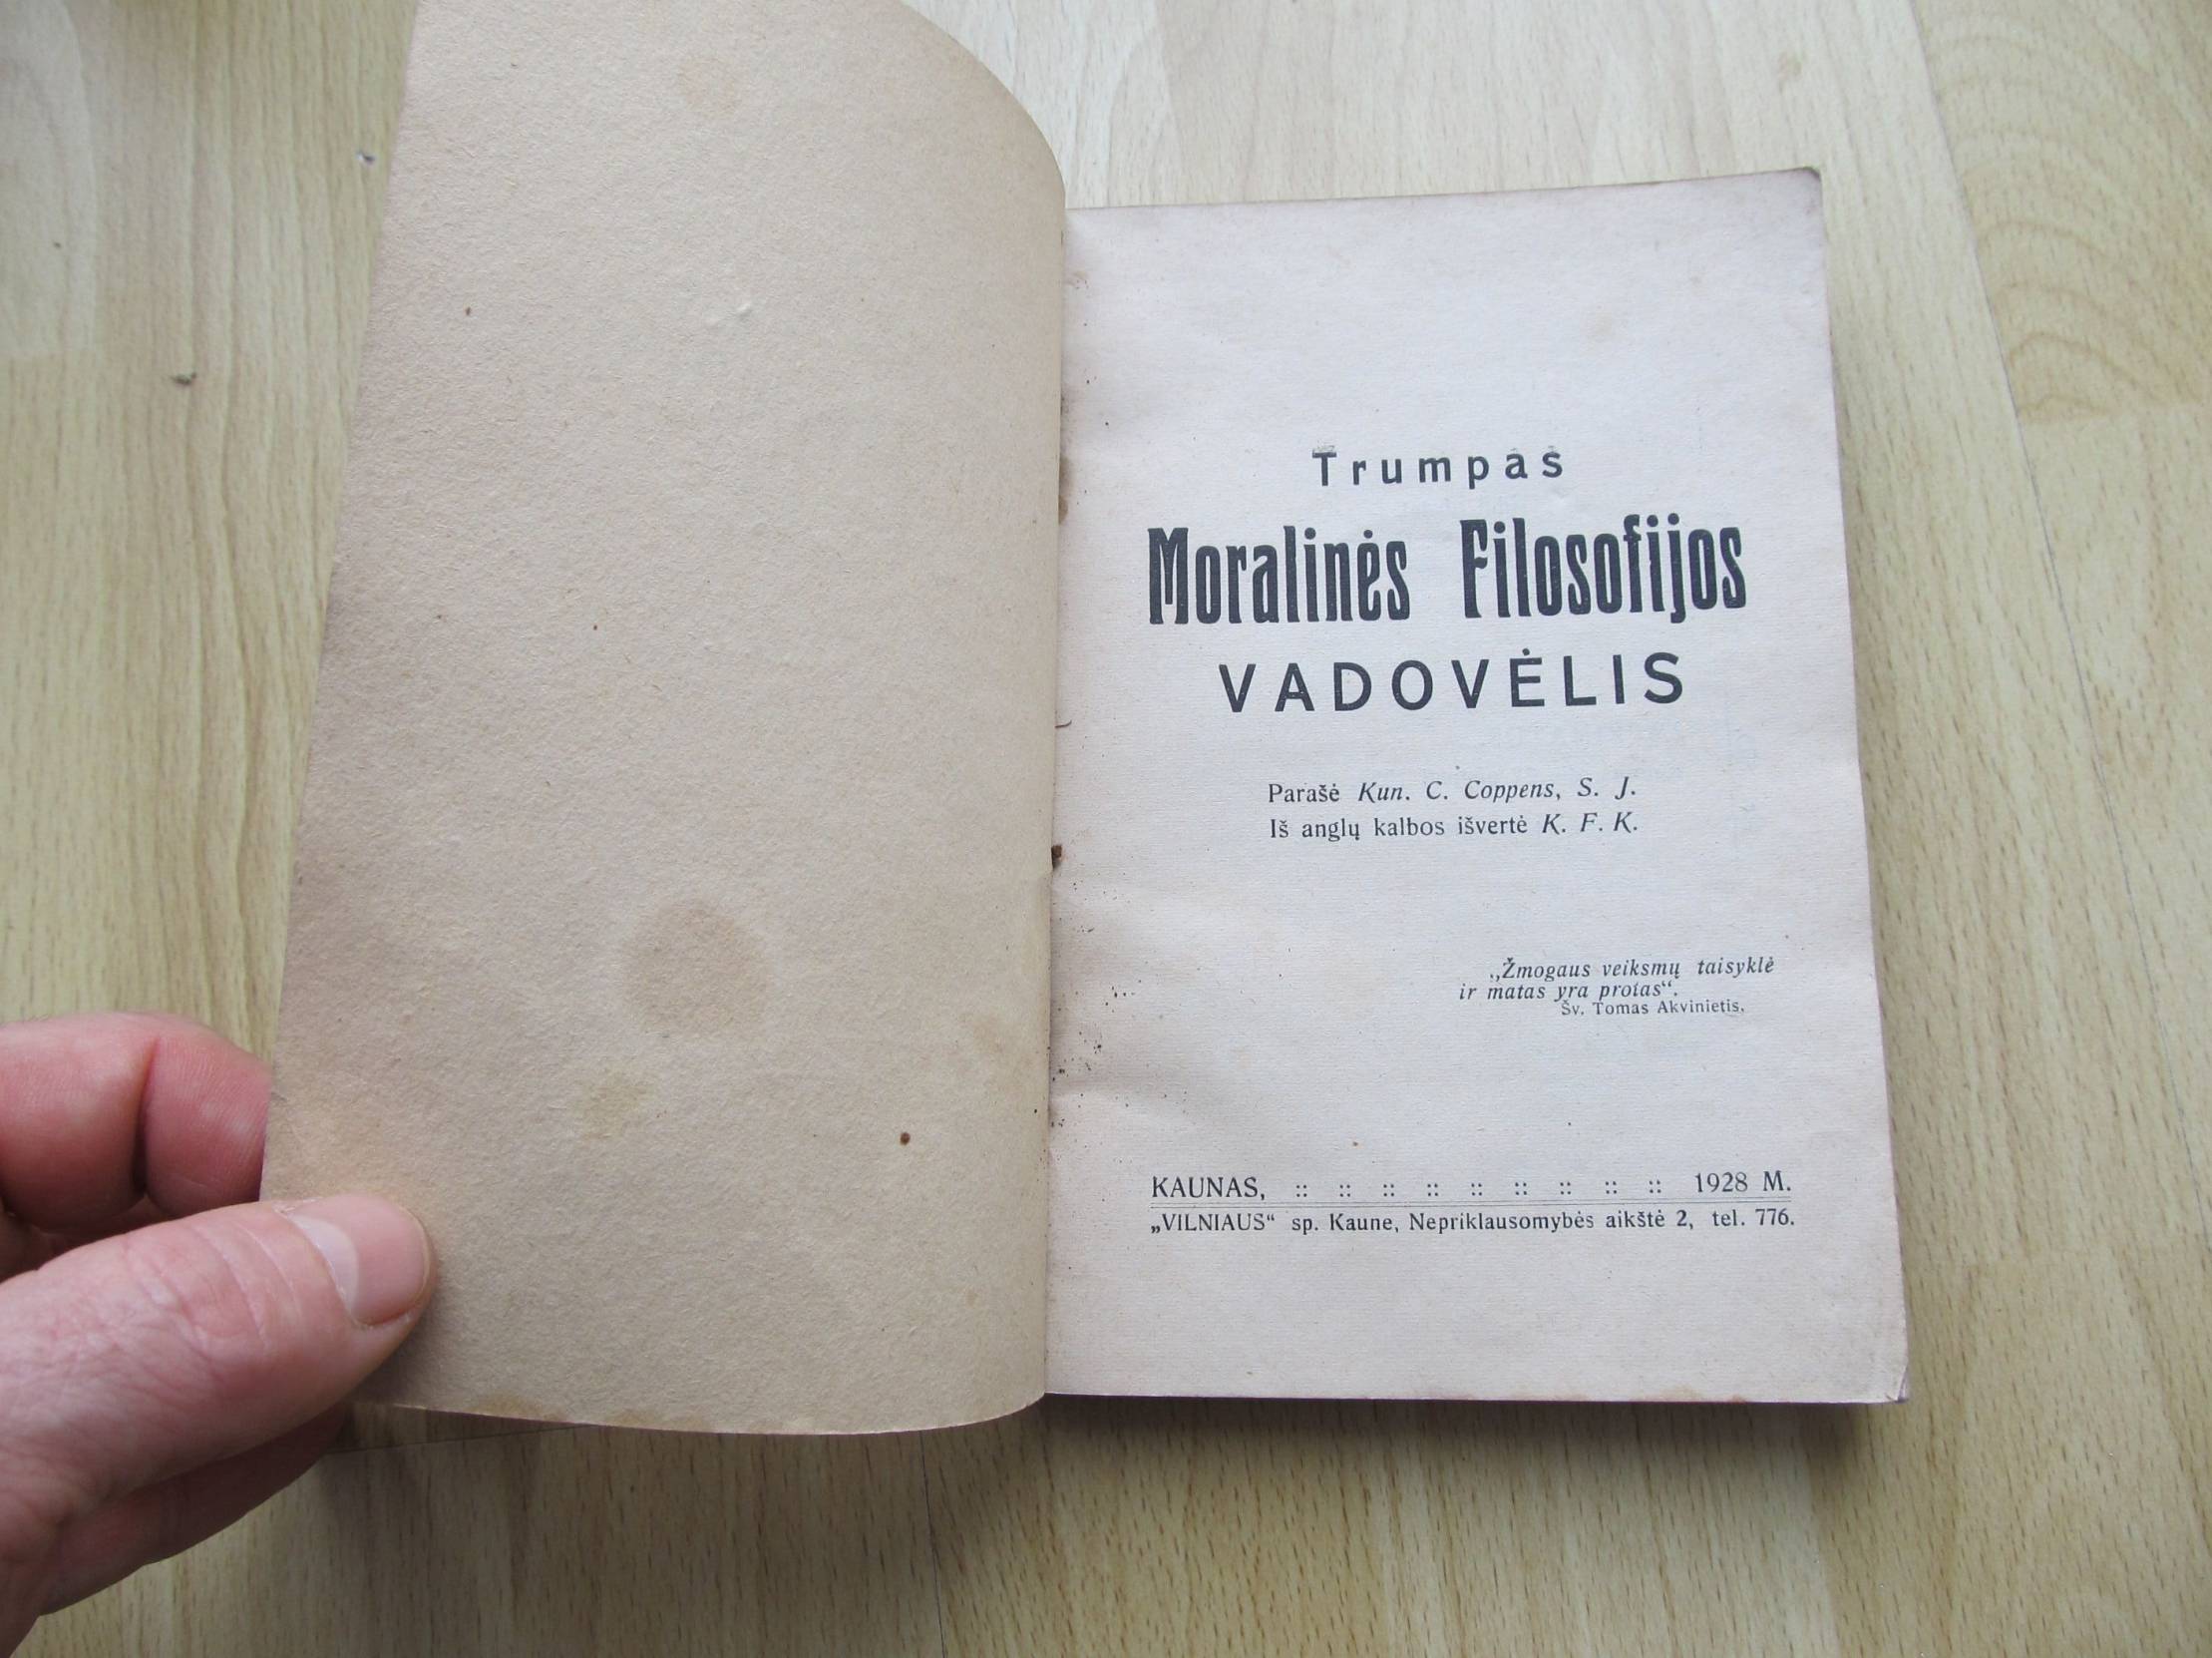 Trumpas
Moralinės Filosofijos
VADOVĖLIS
Parašė Kun. C. Coppens, S. J.
Iš anglų kalbos išvertė K. F. K.
„Žmogaus veiksmų taisyklė
ir matas yra protas“.
Šv. Tomas Akvinietis.
KAUNAS, :: :: :: :: :: :: :: :: :: 1928 M.
„VILNIAUS“ sp. Kaune, Nepriklausomybės aikštė 2, tel. 776.